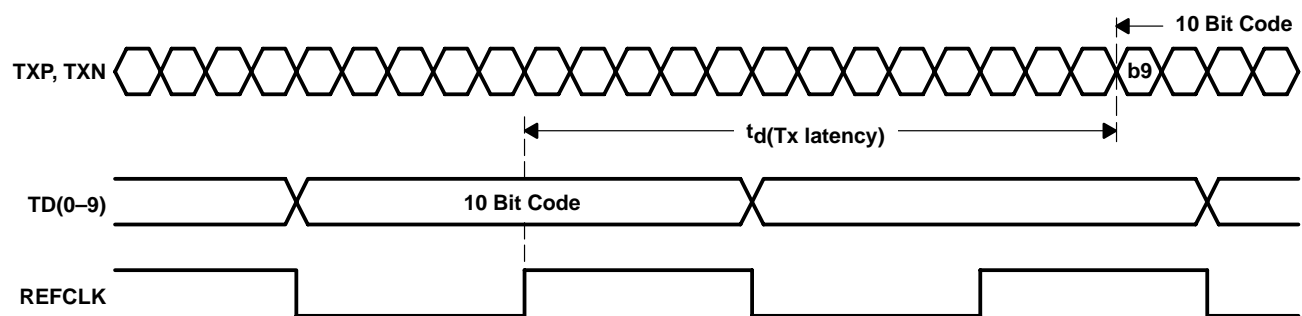 10 Bit Code
TXP, TXN
b9
td(Tx latency)
TD(0–9)
10 Bit Code
REFCLK